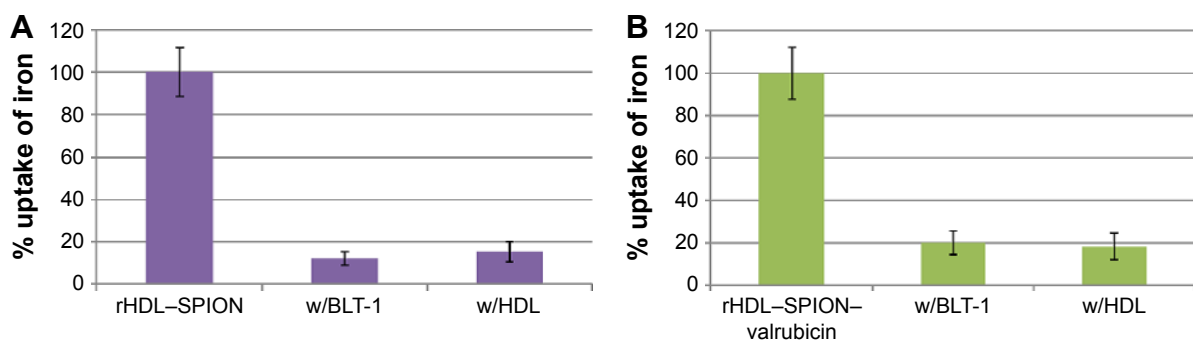 A
% uptake of iron
120
100
80
60
40
20
0
rHDL–SPION
w/BLT-1
w/HDL
B
% uptake of iron
120
100
80
60
40
20
0
rHDL–SPION–
valrubicin
w/BLT-1
w/HDL